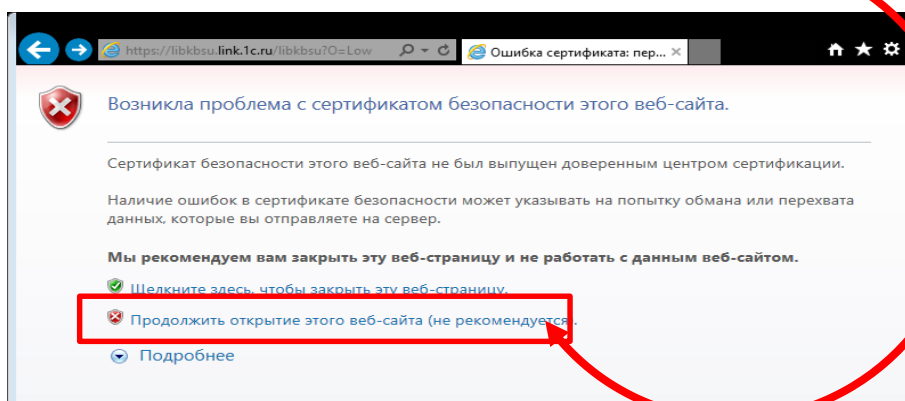 https://libkbsu.link.1c.ru/libkbsu?O=Low
Ошибка сертификата: пер...
Возникла проблема с сертификатом безопасности этого веб-сайта.
Сертификат безопасности этого веб-сайта не был выпущен доверенным центром сертификации.
Наличие ошибок в сертификате безопасности может указывать на попытку обмана или перехвата
данных, которые вы отправляете на сервер.
Мы рекомендуем вам закрыть эту веб-страницу и не работать с данным веб-сайтом.
Щелкните здесь, чтобы закрыть эту веб-страницу.
Продолжить открытие этого веб-сайта (не рекомендуется).
Подробнее